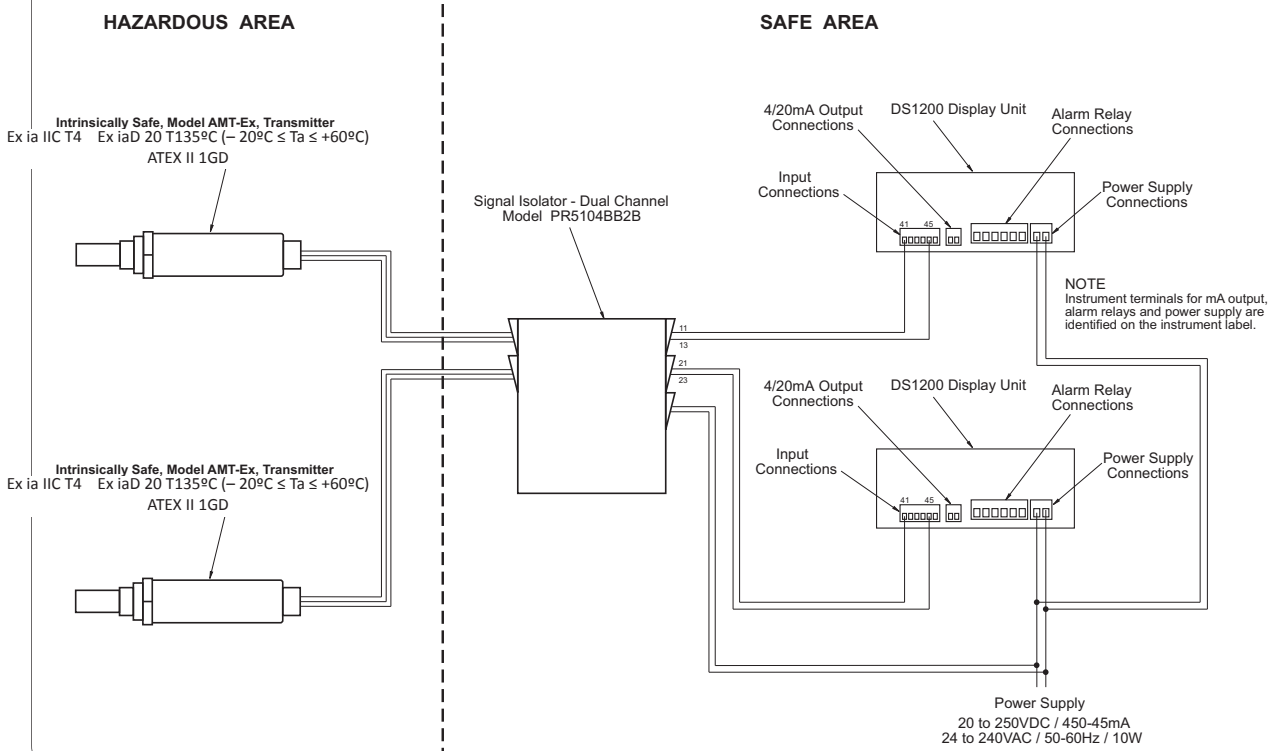 HAZARDOUS AREA
SAFE AREA
Intrinsically Safe, Model AMT-Ex, Transmitter
Ex ia IIC T4 Ex iaD 20 T135ºC (– 20ºC ≤ Ta ≤ +60ºC)
ATEX II 1GD
Signal Isolator - Dual Channel
Model PR5104BB2B
4/20mA Output
Connections
DS1200 Display Unit
Alarm Relay
Connections
Input
Connections
Power Supply
Connections
41 45
NOTE
Instrument terminals for mA output,
alarm relays and power supply are
identified on the instrument label.
11
13
21
23
4/20mA Output
Connections
DS1200 Display Unit
Alarm Relay
Connections
Input
Connections
Power Supply
Connections
41 45
Intrinsically Safe, Model AMT-Ex, Transmitter
Ex ia IIC T4 Ex iaD 20 T135ºC (– 20ºC ≤ Ta ≤ +60ºC)
ATEX II 1GD
Power Supply
20 to 250VDC / 450-45mA
24 to 240VAC / 50-60Hz / 10W